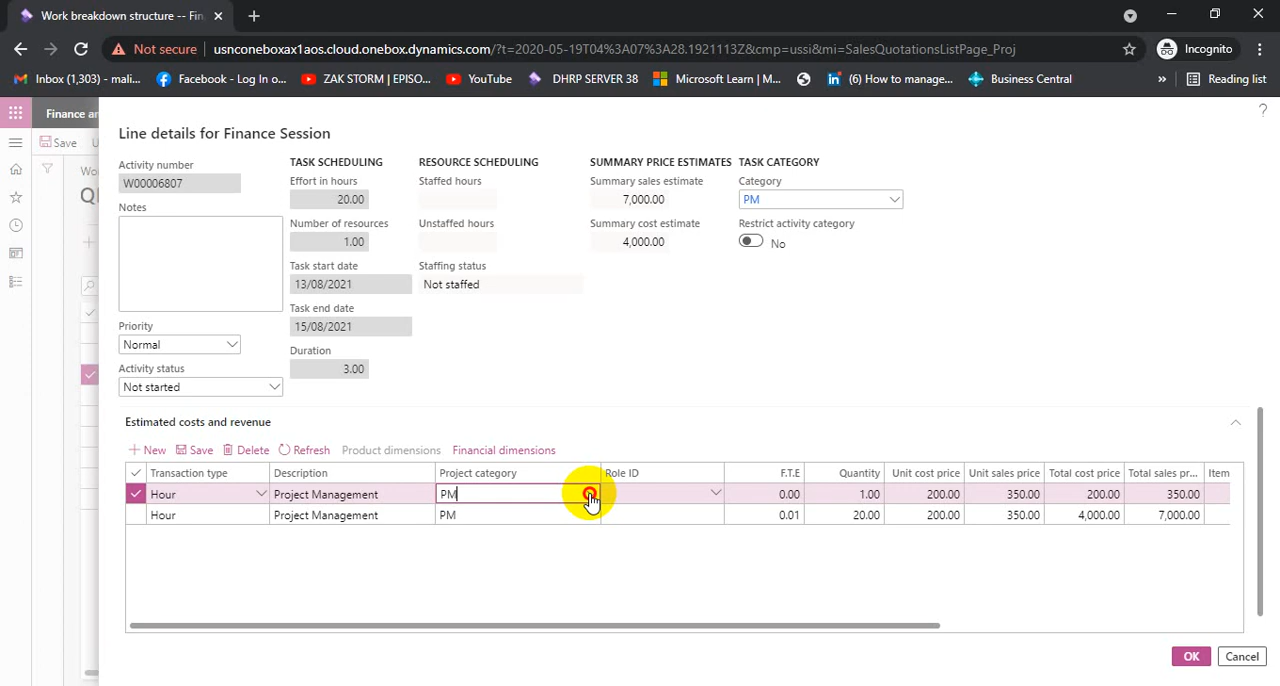 Work breakdown structure -- Fin
Not secure
usnconeboxax1aos.cloud.onebox.dynamics.com/?t=2020-05-19T04%3A07%3A28.1921113Z&cmp=ussi&mi=SalesQuotationsListPage_Proj
Incognito
Inbox (1,303) - mali...
Facebook - Log In o...
ZAK STORM | EPISO...
YouTube
DHRP SERVER 38
Microsoft Learn | M...
(6) How to manage...
Business Central
»
Reading list
Finance an
Save
Line details for Finance Session
Activity number
W00006807
Notes
Priority
Normal
Activity status
Not started
TASK SCHEDULING
Effort in hours
20.00
Number of resources
1.00
Task start date
13/08/2021
Task end date
15/08/2021
Duration
3.00
RESOURCE SCHEDULING
Staffed hours
Unstaffed hours
Staffing status
Not staffed
SUMMARY PRICE ESTIMATES
Summary sales estimate
7,000.00
Summary cost estimate
4,000.00
TASK CATEGORY
Category
PM
Restrict activity category
No
Estimated costs and revenue
New Save Delete Refresh Product dimensions Financial dimensions
Transaction type Description Project category Role ID F.T.E Quantity Unit cost price Unit sales price Total cost price Total sales pr... Item
Hour Project Management PM 0.00 1.00 200.00 350.00 200.00 350.00
Hour Project Management PM 0.01 20.00 200.00 350.00 4,000.00 7,000.00
OK Cancel